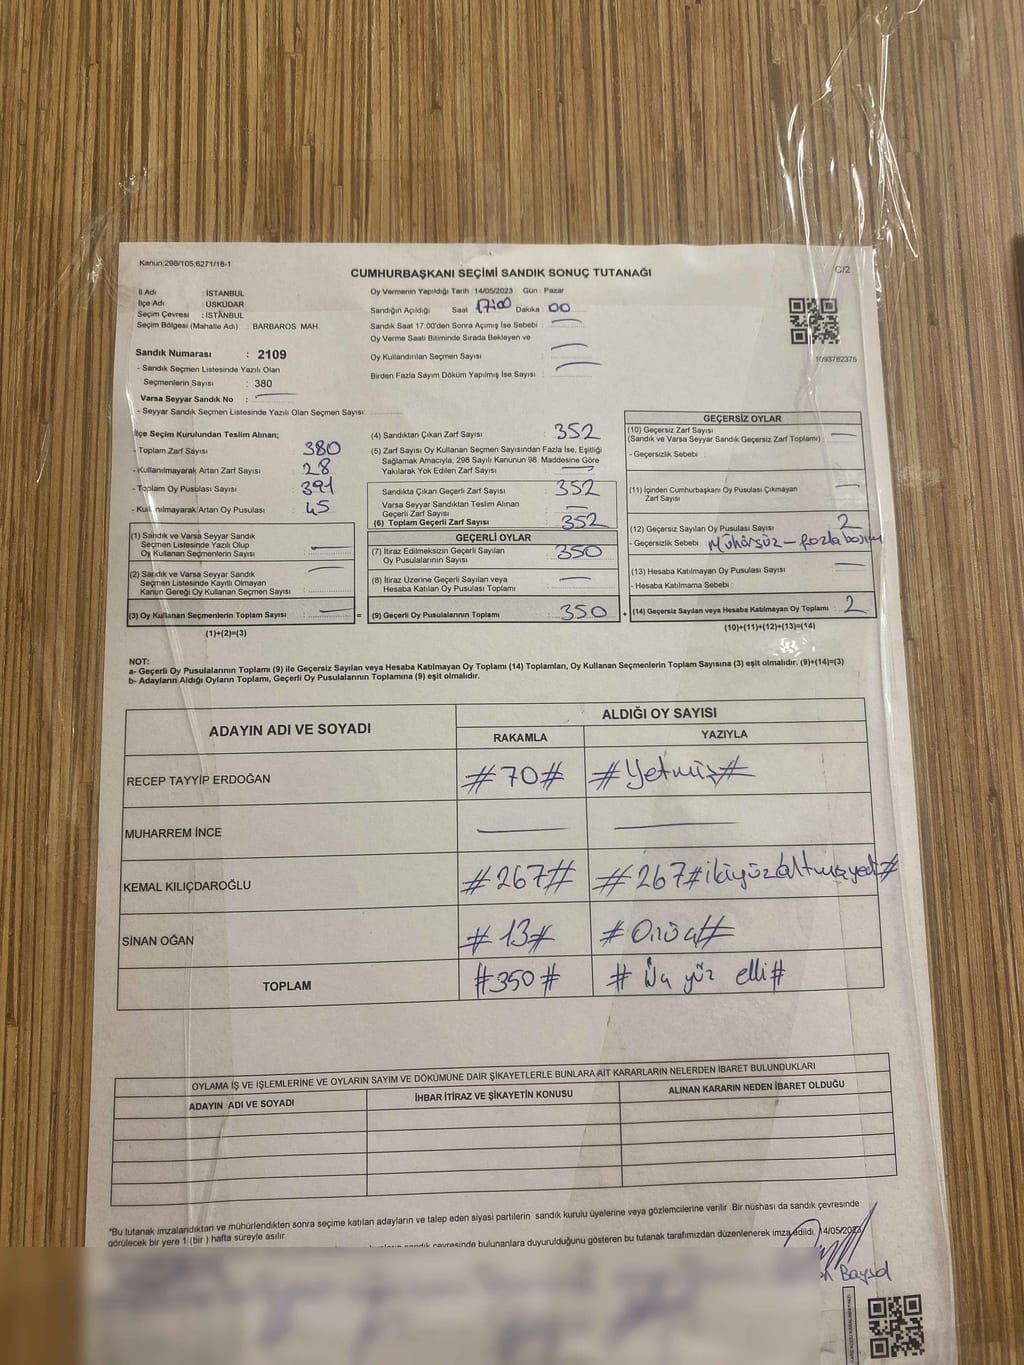 Kanun:298/105,6271/18-1
CUMHURBAŞKANI SEÇİMİ SANDIK SONUÇ TUTANAĞI
C/2
İl Adı : İSTANBUL
İlçe Adı : ÜSKÜDAR
Seçim Çevresi : İSTANBUL
Seçim Bölgesi (Mahalle Adı) : BARBAROS MAH.
Oy Vermenin Yapıldığı Tarih :14/05/2023 Gün : Pazar
Sandığın Açıldığı Saat 17:00 Dakika 00
Sandık Saat 17:00'den Sonra Açımış İse Sebebi :
Oy Verme Saati Bitiminde Sırada Bekleyen ve
Oy Kullandırılan Seçmen Sayısı :
Birden Fazla Sayım Döküm Yapılmış İse Sayısı :
1093782375
Sandık Numarası : 2109
- Sandık Seçmen Listesinde Yazılı Olan
Seçmenlerin Sayısı : 380
Varsa Seyyar Sandık No :
- Seyyar Sandık Seçmen Listesinde Yazılı Olan Seçmen Sayısı:
İlçe Seçim Kurulundan Teslim Alınan;
- Toplam Zarf Sayısı 380
- Kullanılmayarak Artan Zarf Sayısı 28
- Toplam Oy Pusulası Sayısı 391
- Kullanılmayarak Artan Oy Pusulası 45
(1) Sandık ve Varsa Seyyar Sandık
Seçmen Listesinde Yazılı Olup
Oy Kullanan Seçmenlerin Sayısı :
(2) Sandık ve Varsa Seyyar Sandık
Seçmen Listesinde Kayıtlı Olmayan
Kanun Gereği Oy Kullanan Seçmen Sayısı :
(3) Oy Kullanan Seçmenlerin Toplam Sayısı : =
(1)+(2)=(3)
(4) Sandıktan Çıkan Zarf Sayısı : 352
(5) Zarf Sayısı Oy Kullanan Seçmen Sayısından Fazla İse, Eşitliği
Sağlamak Amacıyla, 298 Sayılı Kanunun 98. Maddesine Göre
Yakılarak Yok Edilen Zarf Sayısı :
Sandıkta Çıkan Geçerli Zarf Sayısı : 352
Varsa Seyyar Sandıktan Teslim Alınan
Geçerli Zarf Sayısı :
(6) Toplam Geçerli Zarf Sayısı : 352
GEÇERLİ OYLAR
(7) İtiraz Edilmeksizin Geçerli Sayılan
Oy Pusulalarının Sayısı : 350
(8) İtiraz Üzerine Geçerli Sayılan veya
Hesaba Katılan Oy Pusulaları Toplamı :
(9) Geçerli Oy Pusulalarının Toplamı : 350 +
GEÇERSİZ OYLAR
(10) Geçersiz Zarf Sayısı
(Sandık ve Varsa Seyyar Sandık Geçersiz Zarf Toplamı) :
- Geçersizlik Sebebi :
(11) İçinden Cumhurbaşkanı Oy Pusulası Çıkmayan
Zarf Sayısı :
(12) Geçersiz Sayılan Oy Pusulası Sayısı : 2
- Geçersizlik Sebebi : Mühürsüz - fazla basım
(13) Hesaba Katılmayan Oy Pusulası Sayısı :
- Hesaba Katılmama Sebebi :
(14) Geçersiz Sayılan veya Hesaba Katılmayan Oy Toplamı : 2
(10)+(11)+(12)+(13)=(14)
NOT:
a- Geçerli Oy Pusulalarının Toplamı (9) ile Geçersiz Sayılan veya Hesaba Katılmayan Oy Toplamı (14) Toplamları, Oy Kullanan Seçmenlerin Toplam Sayısına (3) eşit olmalıdır. (9)+(14)=(3)
b- Adayların Aldığı Oyların Toplamı, Geçerli Oy Pusulalarının Toplamına (9) eşit olmalıdır.
ADAYIN ADI VE SOYADI ALDIĞI OY SAYISI
RAKAMLA YAZIYLA
RECEP TAYYİP ERDOĞAN #70# #Yetmiş#
MUHARREM İNCE
KEMAL KILIÇDAROĞLU #267# #267#ikiyüzaltmışyedi#
SİNAN OĞAN #13# #Onüç#
TOPLAM #350# #Üç yüz elli#
OYLAMA İŞ VE İŞLEMLERİNE VE OYLARIN SAYIM VE DÖKÜMÜNE DAİR ŞİKAYETLERLE BUNLARA AİT KARARLARIN NELERDEN İBARET BULUNDUKLARI
ADAYIN ADI VE SOYADI İHBAR İTİRAZ VE ŞİKAYETİN KONUSU ALINAN KARARIN NEDEN İBARET OLDUĞU
*Bu tutanak imzalandıktan ve mühürlendikten sonra seçime katılan adayların ve talep eden siyasi partilerin sandık kurulu üyelerine veya gözlemcilerine verilir. Bir nüshası da sandık çevresinde
görülecek bir yere 1 (bir ) hafta süreyle asılır.
sandık çevresinde bulunanlara duyurulduğunu gösteren bu tutanak tarafımızdan düzenlenerek imza edildi. 14/05/2023
Baysal